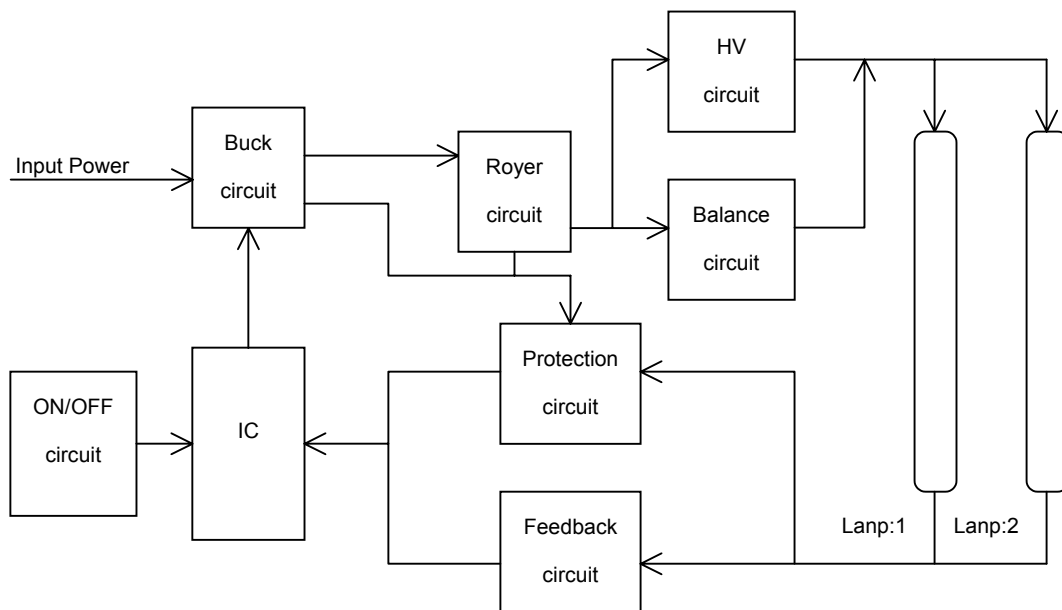 HV
circuit
Buck
circuit
Input Power
Royer
circuit
Balance
circuit
Protection
circuit
ON/OFF
circuit
IC
Feedback
circuit
Lanp:1
Lanp:2